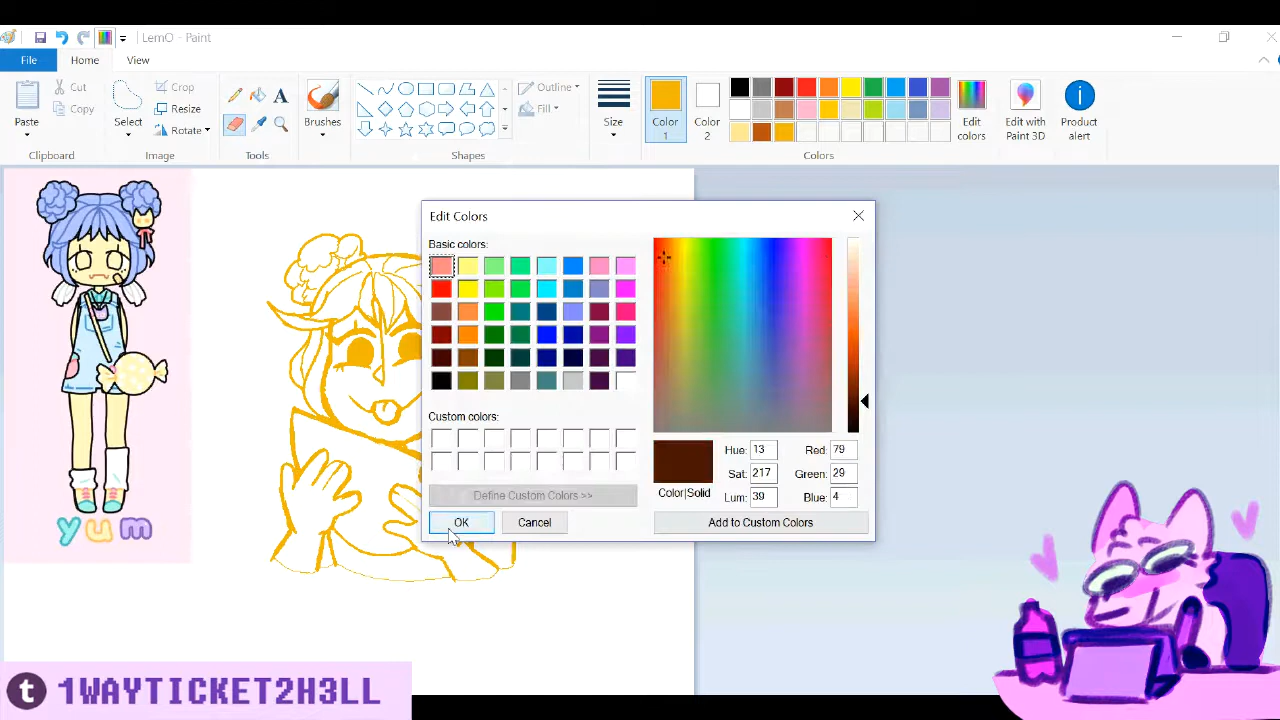 LemO - Paint
File
Home
View
Paste
Cut
Copy
Clipboard
Select
Crop
Resize
Rotate
Image
A
Tools
Brushes
Outline
Fill
Shapes
Size
Color 1
Color 2
Edit colors
Colors
Edit with Paint 3D
Product alert
Edit Colors
Basic colors:
Custom colors:
Define Custom Colors >>
OK
Cancel
Color|Solid
Hue: 13
Sat: 217
Lum: 39
Red: 79
Green: 29
Blue: 4
Add to Custom Colors
yum
t 1WAYTICKET2H3LL